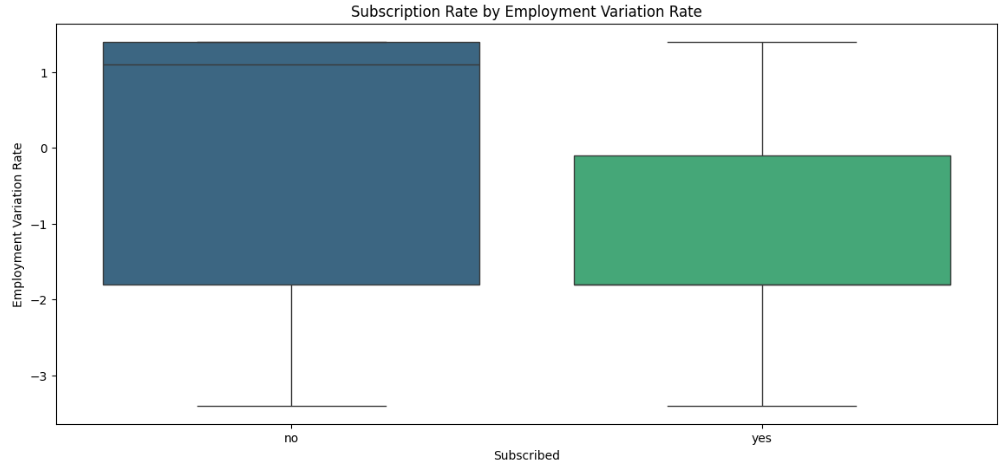 Subscription Rate by Employment Variation Rate
Employment Variation Rate
1
0
−1
−2
−3
no
yes
Subscribed